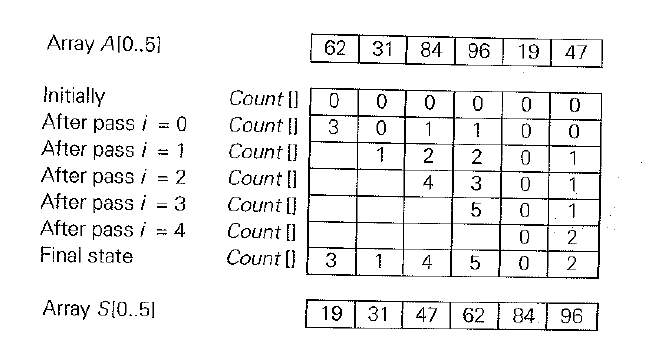 Array A[0..5] 62 31 84 96 19 47
Initially Count [] 0 0 0 0 0 0
After pass i = 0 Count [] 3 0 1 1 0 0
After pass i = 1 Count [] 1 2 2 0 1
After pass i = 2 Count [] 4 3 0 1
After pass i = 3 Count [] 5 0 1
After pass i = 4 Count [] 0 2
Final state Count [] 3 1 4 5 0 2
Array S[0..5] 19 31 47 62 84 96